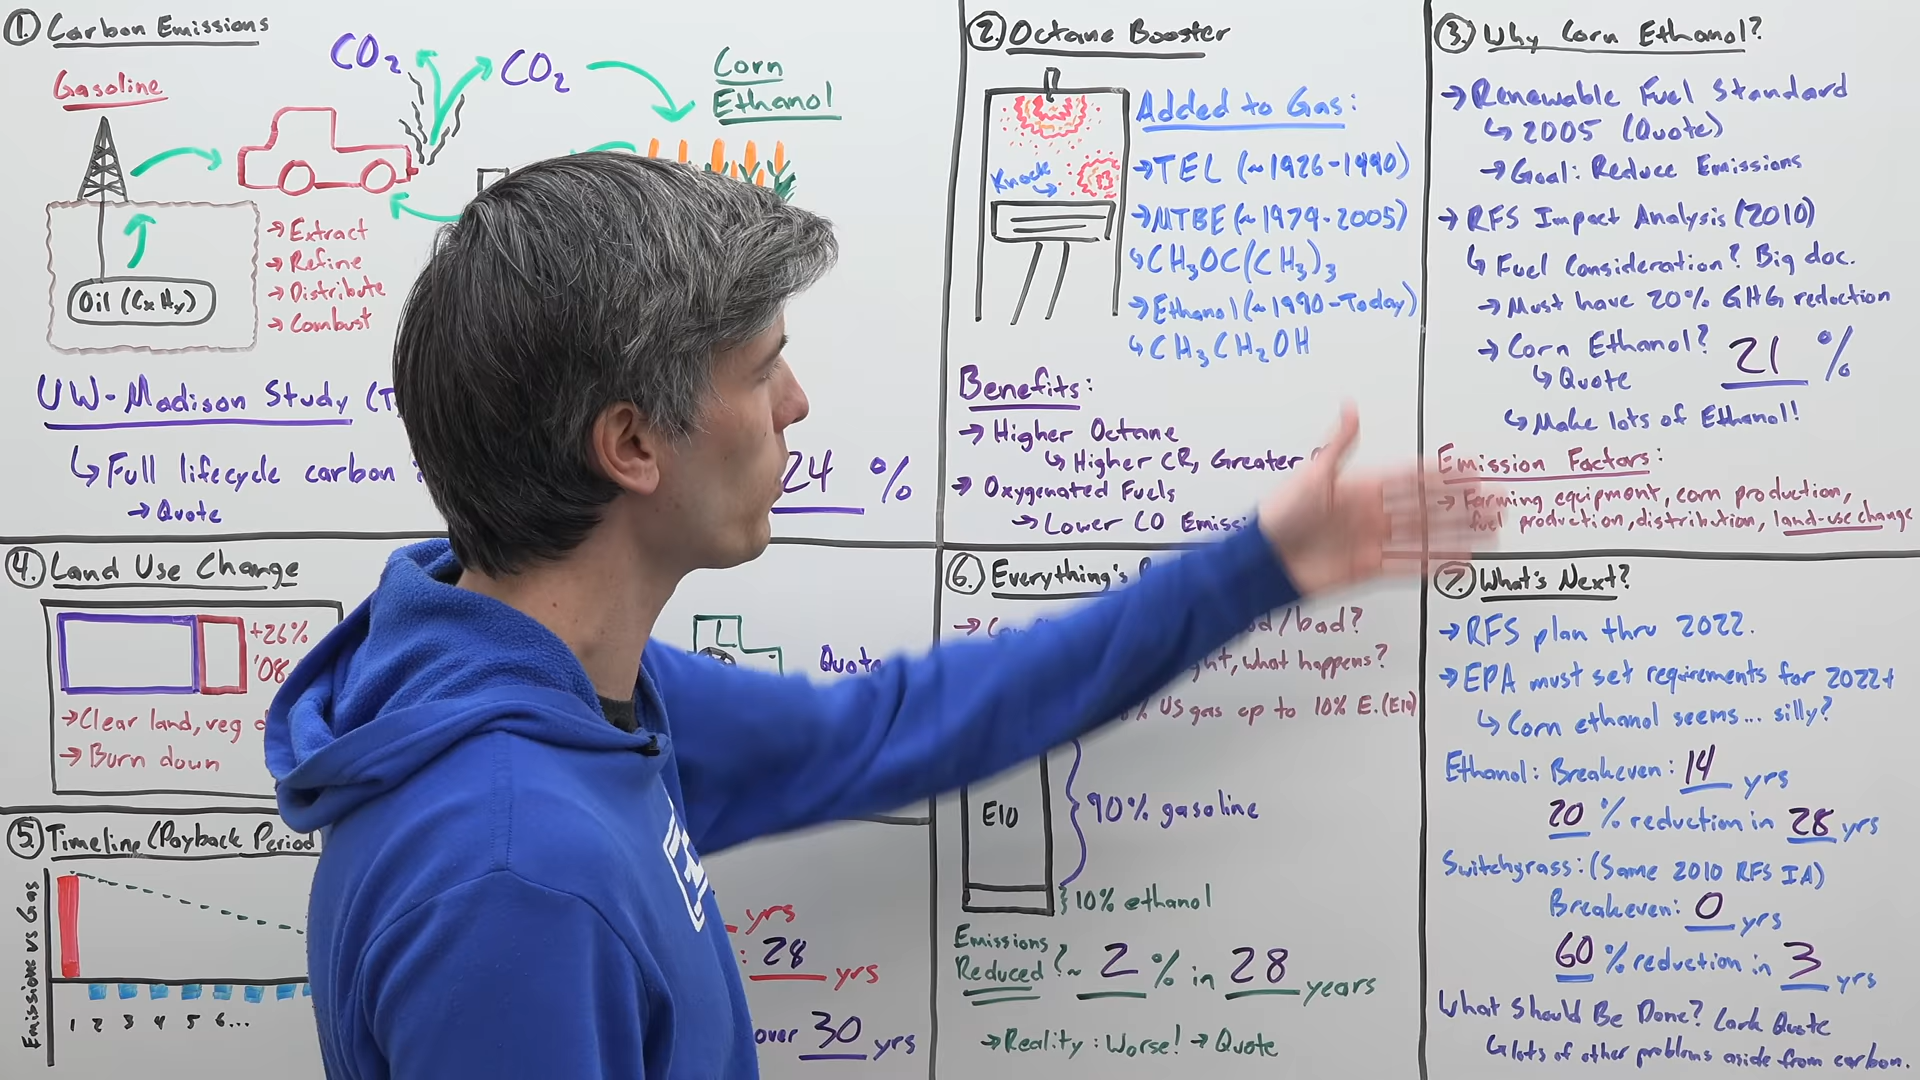 1. Carbon Emissions
Gasoline
CO2
CO2
Corn
Ethanol
→ Extract
→ Refine
→ Distribute
→ Combust
Oil (CxHy)
UW-Madison Study
↳ Full lifecycle carbon
24 %
→ Quote
2. Octane Booster
Knock
Added to Gas:
→ TEL (~1926-1990)
→ MTBE (~1979-2005)
↳ CH3OC(CH3)3
→ Ethanol (~1990-Today)
↳ CH3CH2OH
Benefits:
→ Higher Octane
↳ Higher CR, Greater
→ Oxygenated Fuels
→ Lower CO
3. Why Corn Ethanol?
→ Renewable Fuel Standard
↳ 2005 (Quote)
→ Goal: Reduce Emissions
→ RFS Impact Analysis (2010)
↳ Fuel Consideration? Big doc.
→ Must have 20% GHG reduction
→ Corn Ethanol? 21 %
↳ Quote
↳ Make lots of Ethanol!
Emission Factors:
→ Farming equipment, corn production,
fuel production, distribution, land-use change
4. Land Use Change
+26%
'08
→ Clear land, veg
→ Burn down
Quote
5. Timeline (Payback Period
Emissions vs Gas
1 2 3 4 5 6...
yrs
: 28 yrs
over 30 yrs
6. Everything's
/bad?
, what happens?
% US gas up to 10% E. (E10)
E10
90% gasoline
10% ethanol
Emissions
Reduced? ~ 2 % in 28 years
→ Reality: Worse! → Quote
7. What's Next?
→ RFS plan thru 2022.
→ EPA must set requirements for 2022+
↳ Corn ethanol seems... silly?
Ethanol: Breakeven: 14 yrs
20 % reduction in 28 yrs
Switchgrass: (Same 2010 RFS IA)
Breakeven: 0 yrs
60 % reduction in 3 yrs
What Should Be Done? Lark Quote
↳ lots of other problems aside from carbon.